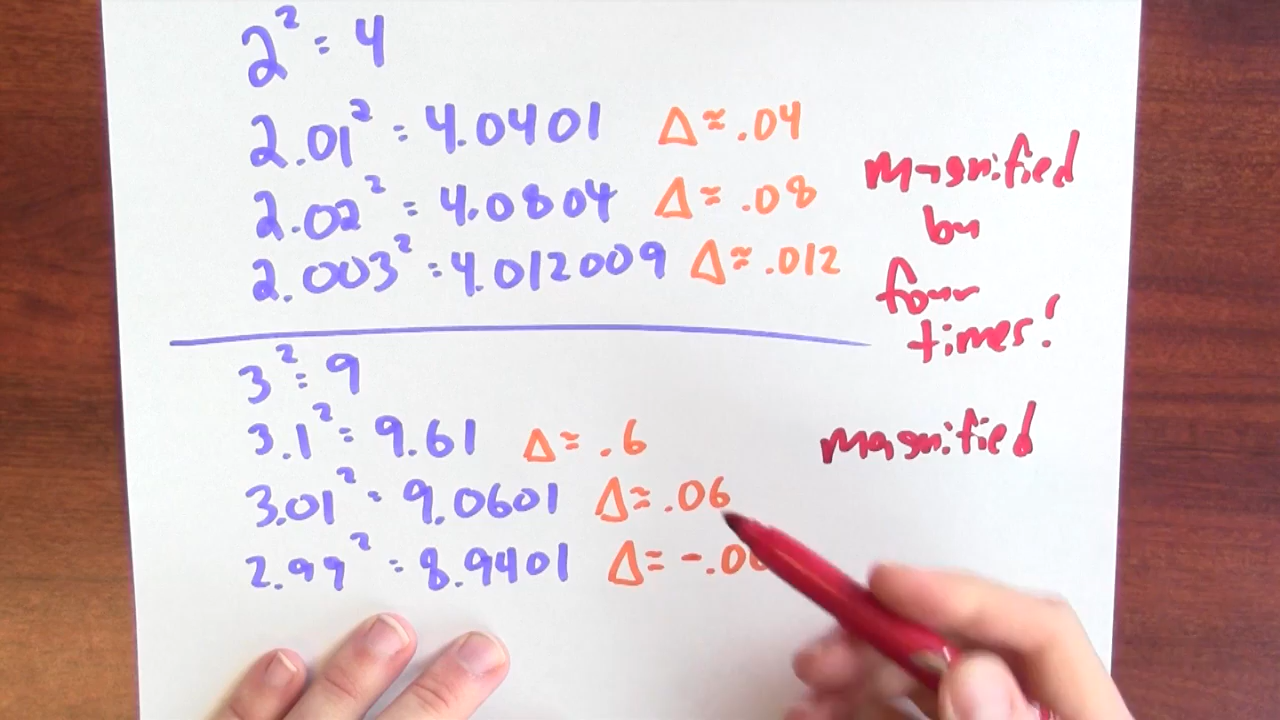 2² = 4
2.01² = 4.0401 Δ≈ .04
2.02² = 4.0804 Δ≈ .08
2.003² = 4.012009 Δ≈ .012
magnified
by
four
times!
3² = 9
3.1² = 9.61 Δ≈ .6
3.01² = 9.0601 Δ≈ .06
2.99² = 8.9401 Δ≈ -.0
magnified